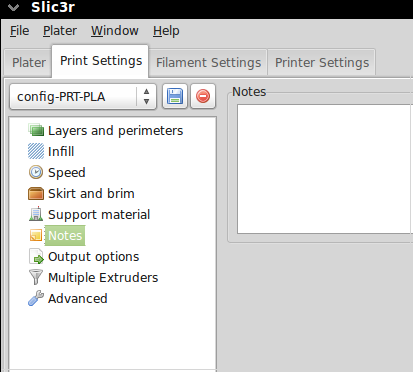 Slic3r
File Plater Window Help
Plater Print Settings Filament Settings Printer Settings
config-PRT-PLA
Notes
Layers and perimeters
Infill
Speed
Skirt and brim
Support material
Notes
Output options
Multiple Extruders
Advanced